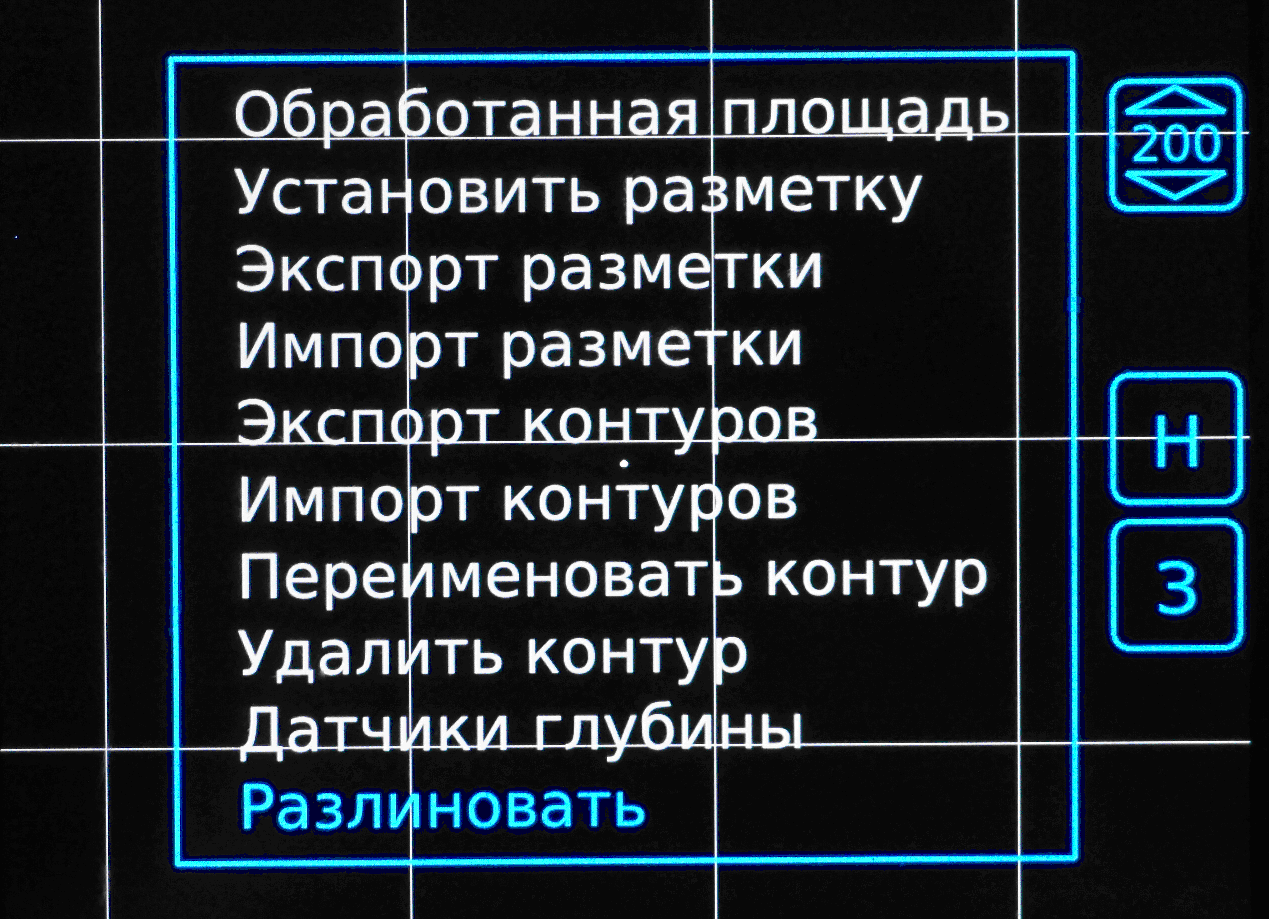 Обработанная площадь
200
Установить разметку
Экспорт разметки
Импорт разметки
Экспорт контуров
Н
Импорт контуров
Переименовать контур
З
Удалить контур
Датчики глубины
Разлиновать